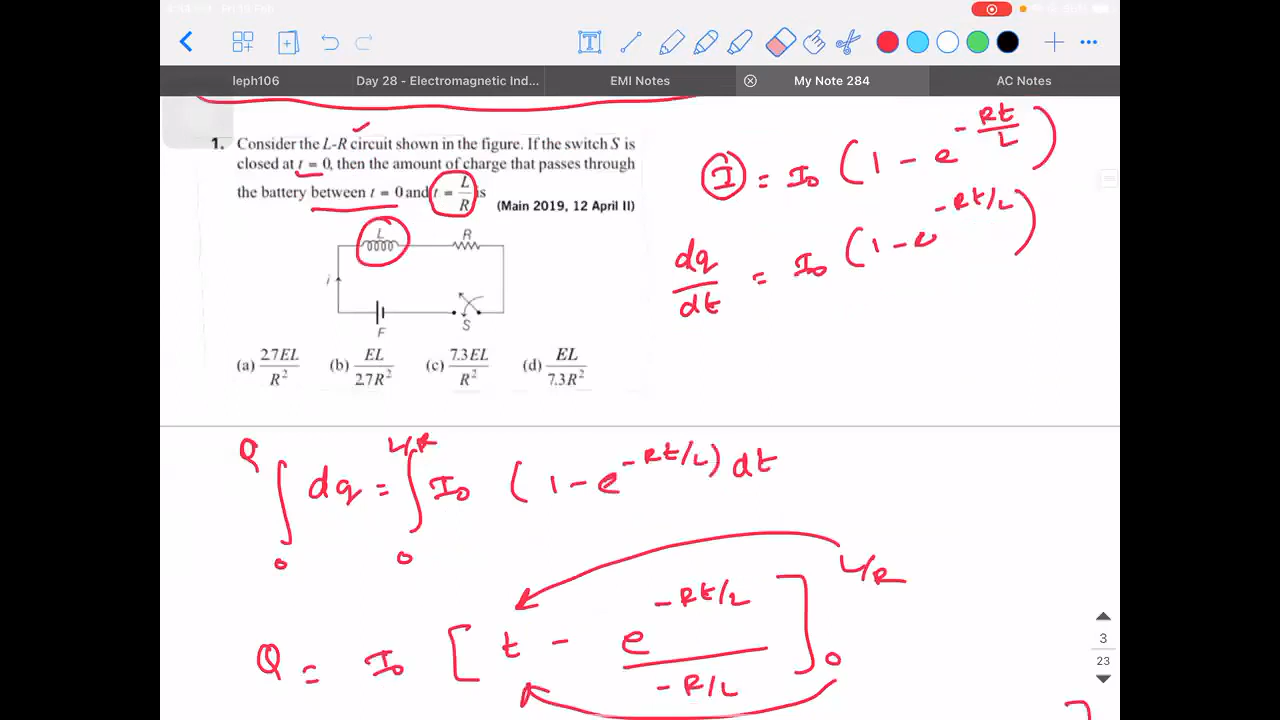 Fri 19 Feb
leph106
Day 28 - Electromagnetic Ind...
EMI Notes
My Note 284
AC Notes
1. Consider the L-R circuit shown in the figure. If the switch S is
closed at t = 0, then the amount of charge that passes through
the battery between t = 0 and t = L/R is
(Main 2019, 12 April II)
L
R
i
S
(a) 2.7EL/R² (b) EL/2.7R² (c) 7.3EL/R² (d) EL/7.3R²
I = I₀ (1 - e^(-Rt/L))
dq/dt = I₀ (1 - e^(-Rt/L))
∫₀^Q dq = ∫₀^(L/R) I₀ (1 - e^(-Rt/L)) dt
Q = I₀ [t - e^(-Rt/L)/(-R/L)]₀^(L/R)
3
23